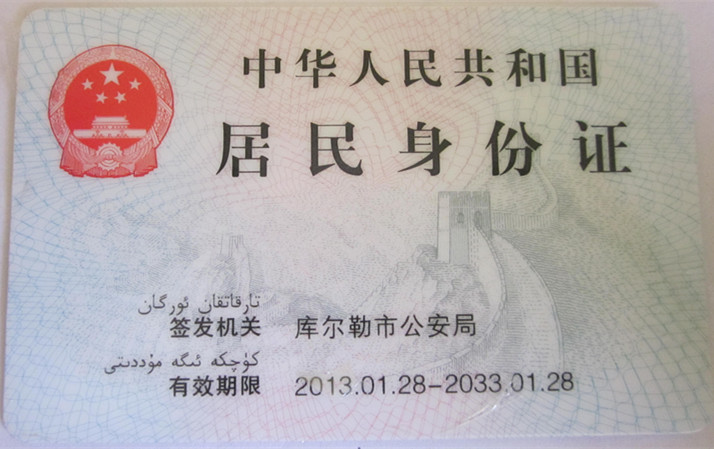 中华人民共和国
居民身份证
تارقاتقان ئورگان
签发机关 库尔勒市公安局
كۈچكە ئىگە مۇددىتى
有效期限 2013.01.28-2033.01.28